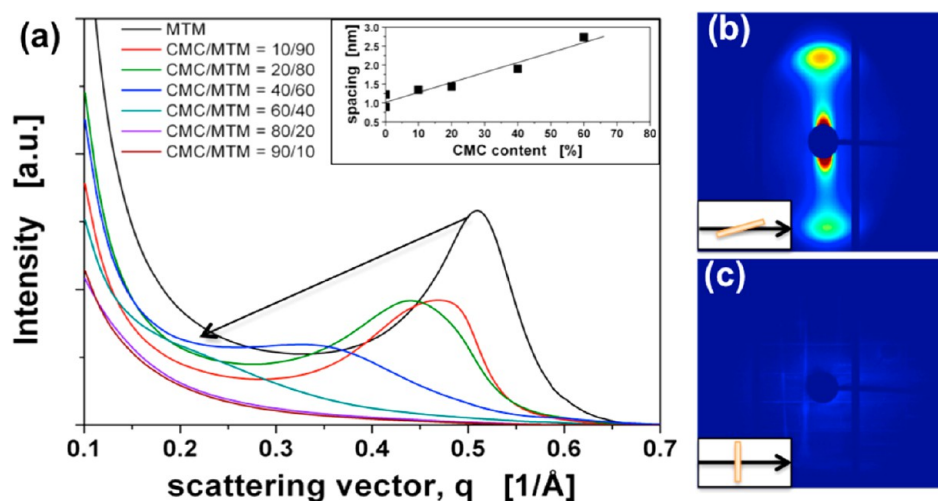 (a)
MTM
CMC/MTM = 10/90
CMC/MTM = 20/80
CMC/MTM = 40/60
CMC/MTM = 60/40
CMC/MTM = 80/20
CMC/MTM = 90/10
spacing [nm]
3.0
2.5
2.0
1.5
1.0
0.5
0 10 20 30 40 50 60 70 80
CMC content [%]
Intensity [a.u.]
0.1 0.2 0.3 0.4 0.5 0.6 0.7
scattering vector, q [1/Å]
(b)
(c)